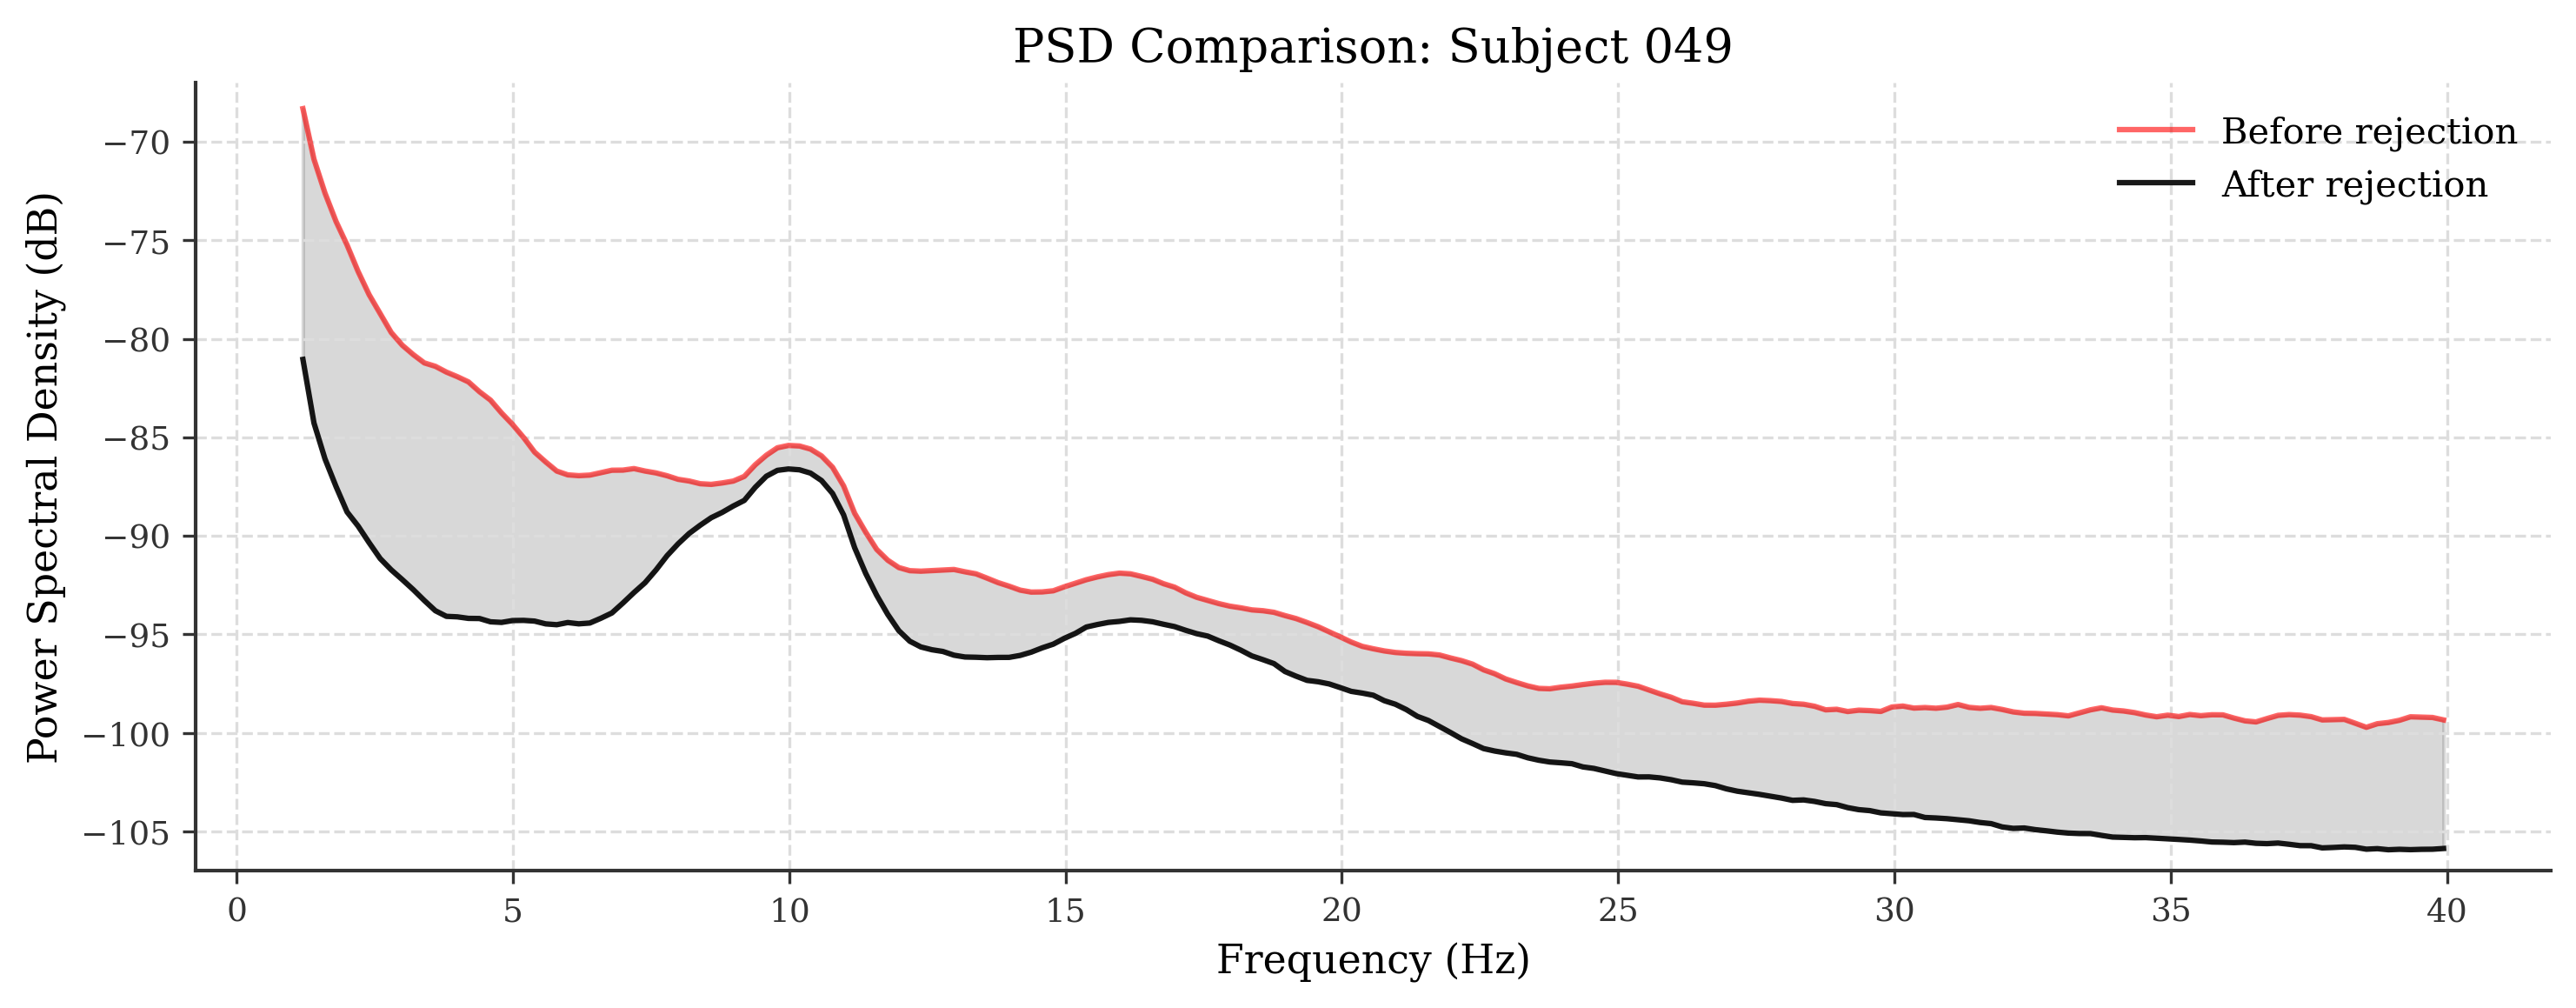 PSD Comparison: Subject 049
Before rejection
After rejection
Power Spectral Density (dB)
−70
−75
−80
−85
−90
−95
−100
−105
0 5 10 15 20 25 30 35 40
Frequency (Hz)